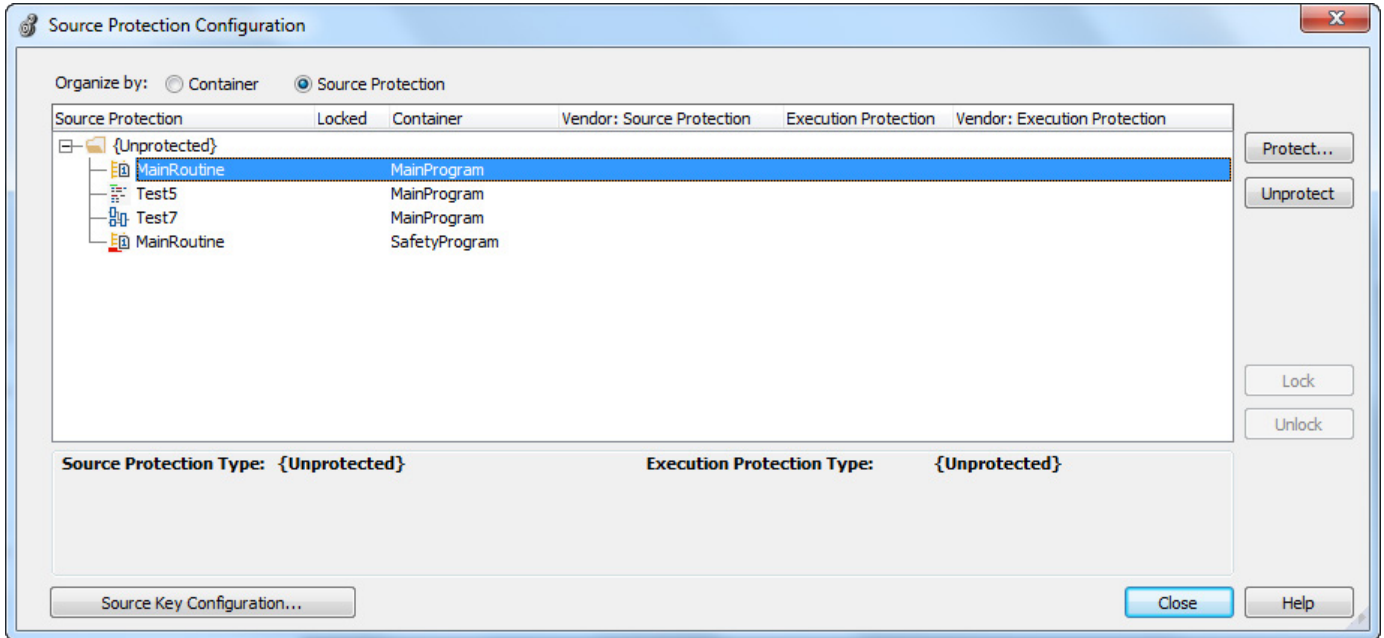 Source Protection Configuration
Organize by: Container Source Protection
Source Protection Locked Container Vendor: Source Protection Execution Protection Vendor: Execution Protection
{Unprotected}
MainRoutine MainProgram
Test5 MainProgram
Test7 MainProgram
MainRoutine SafetyProgram
Protect...
Unprotect
Lock
Unlock
Source Protection Type: {Unprotected} Execution Protection Type: {Unprotected}
Source Key Configuration... Close Help